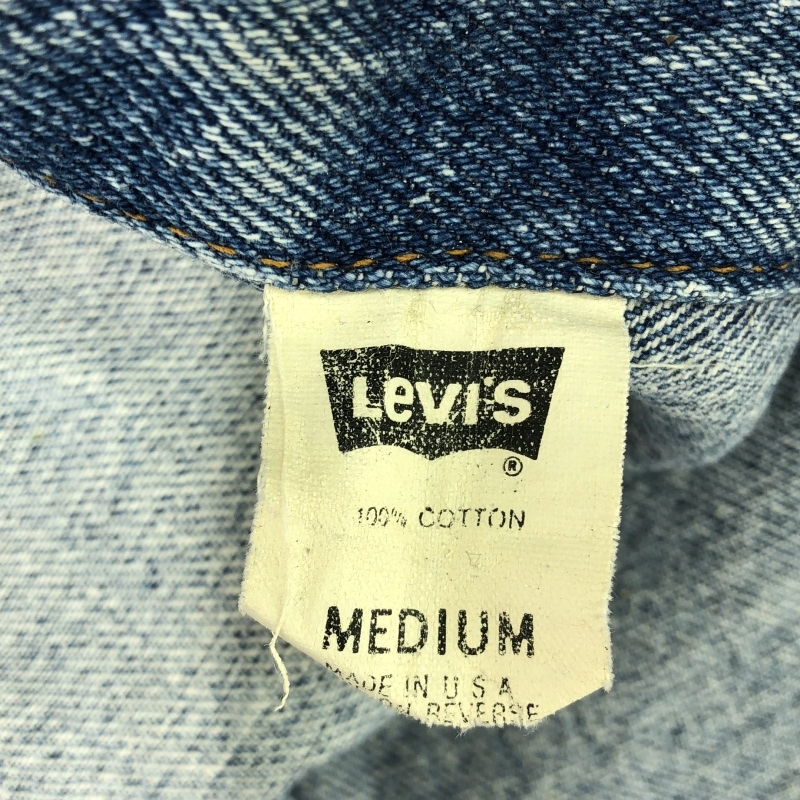 Levi's
®
100% COTTON
MEDIUM
MADE IN U S A
REVERSE